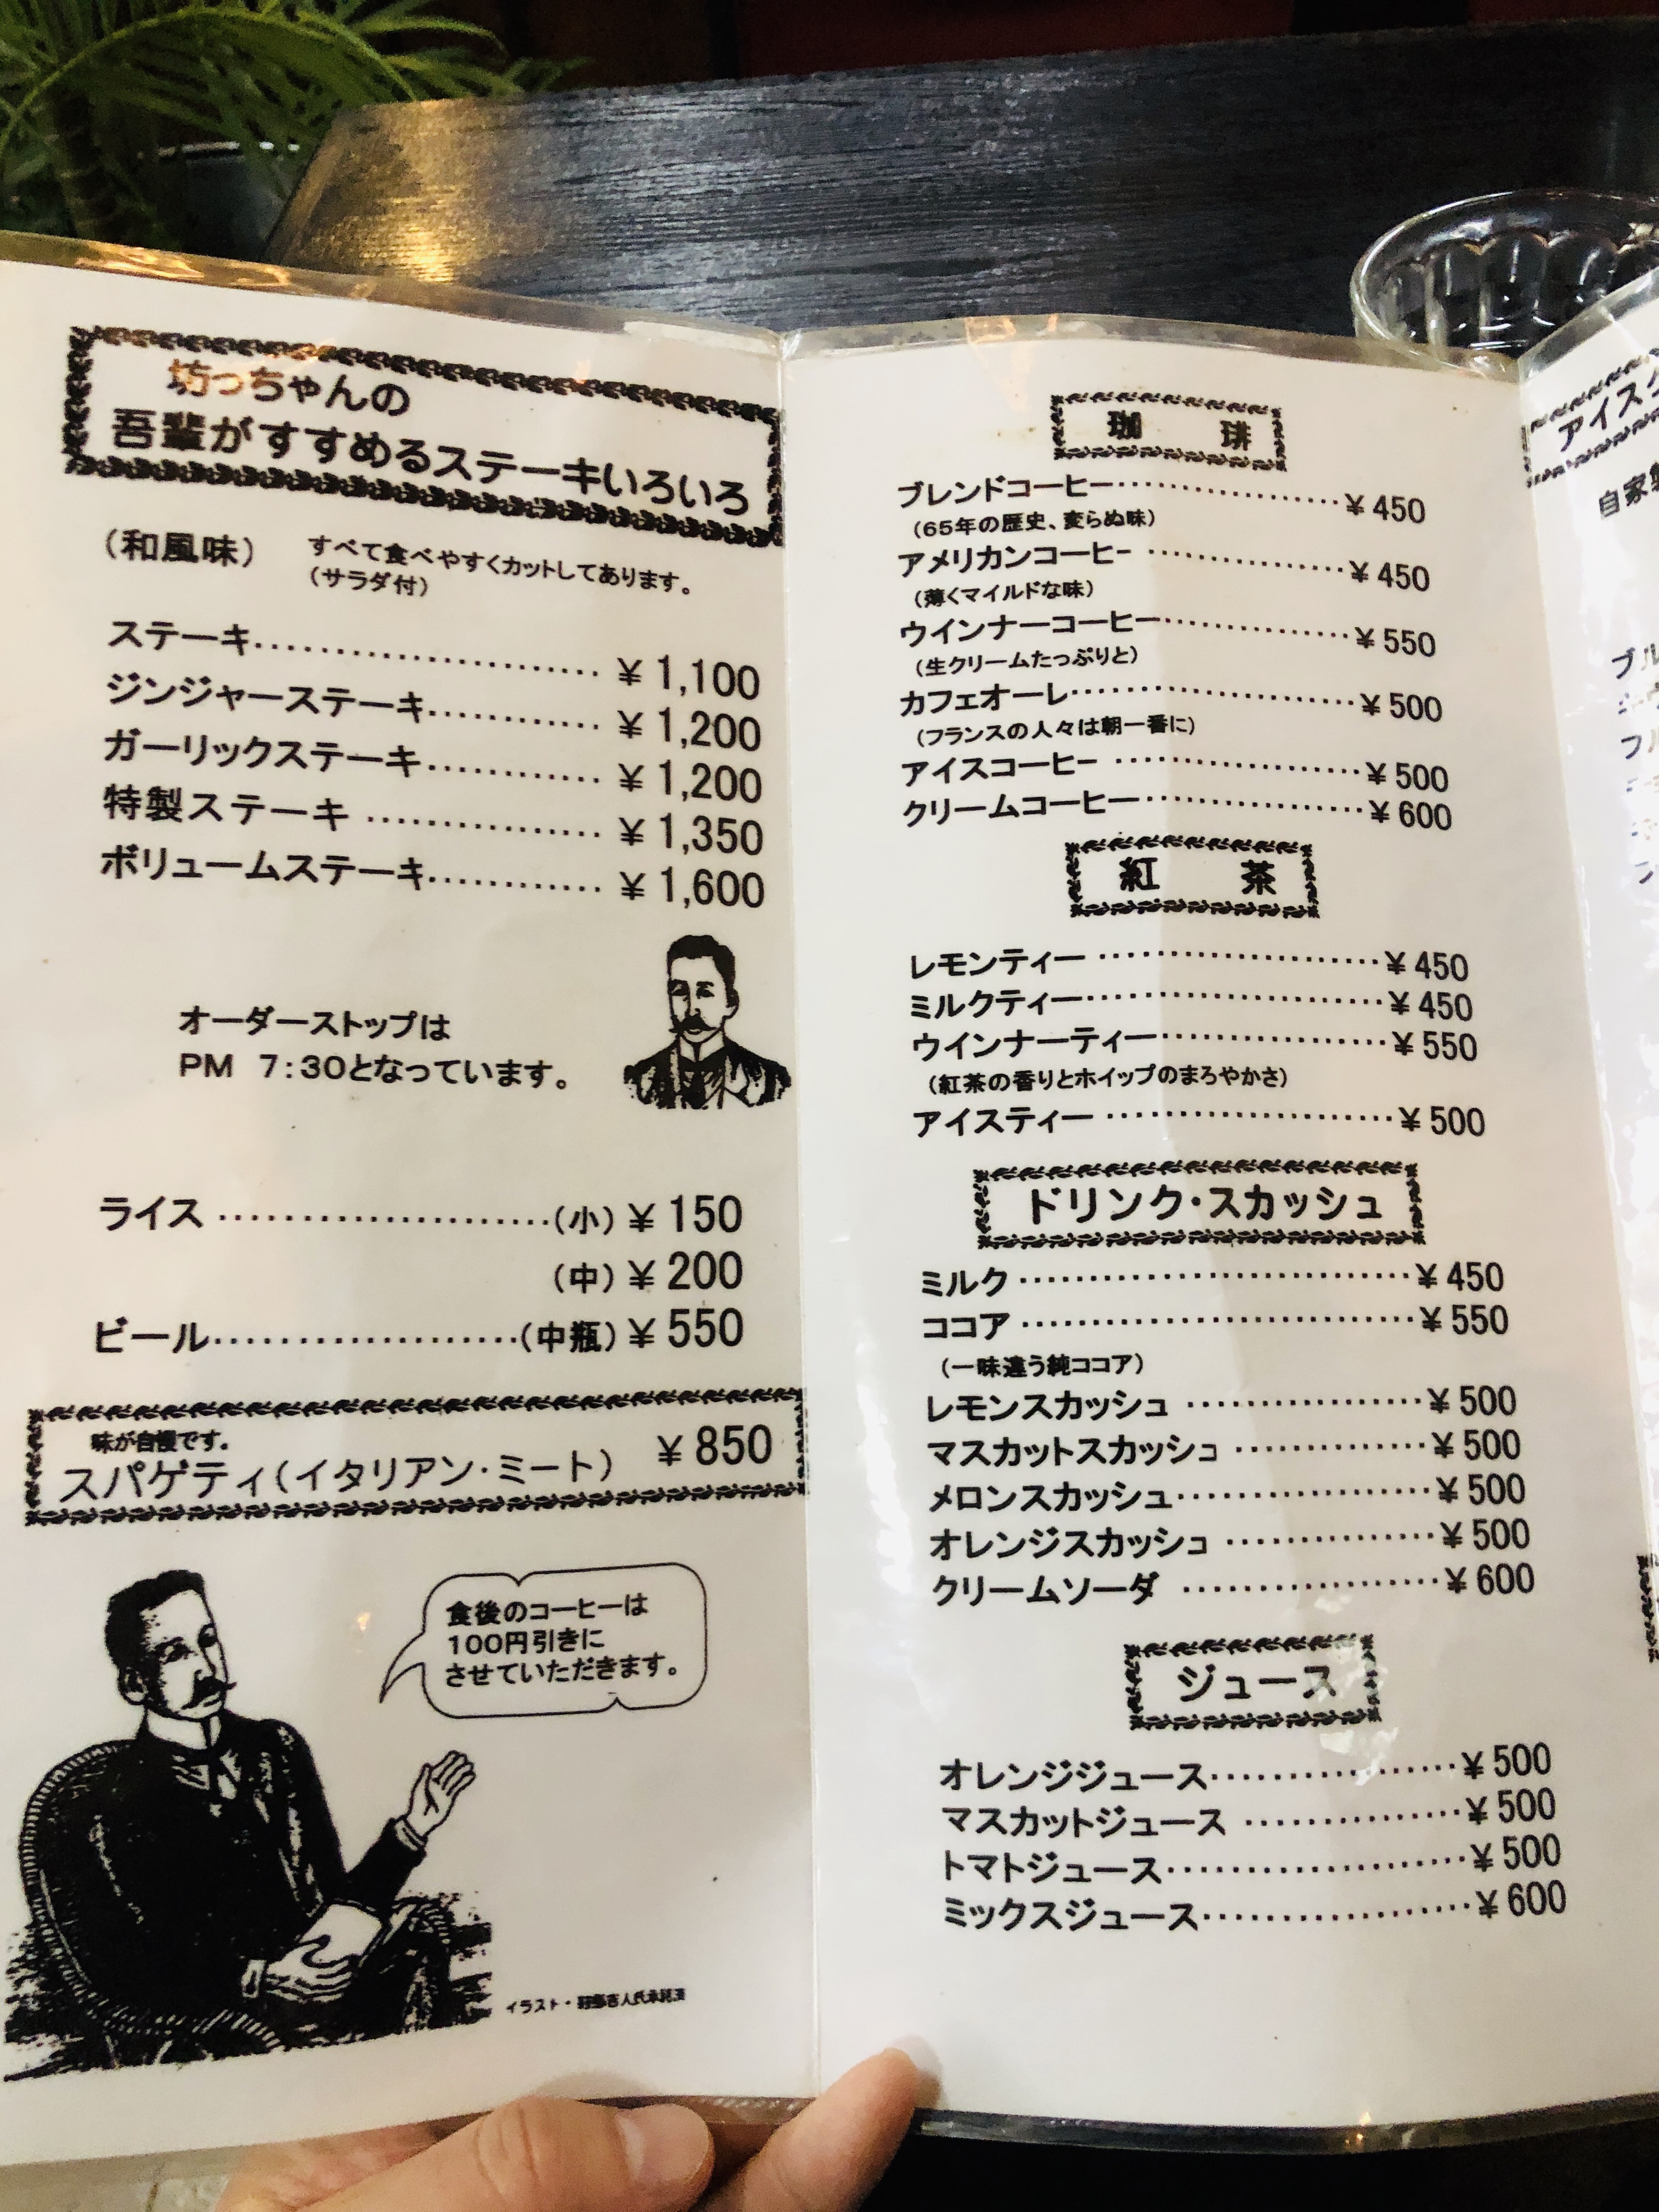 坊っちゃんの
吾輩がすすめるステーキいろいろ
(和風味) すべて食べやすくカットしてあります。
(サラダ付)
ステーキ……………………… ¥1,100
ジンジャーステーキ………… ¥1,200
ガーリックステーキ………… ¥1,200
特製ステーキ ……………… ¥1,350
ボリュームステーキ………… ¥1,600
オーダーストップは
PM 7:30となっています。
ライス ……………………(小) ¥150
(中) ¥200
ビール……………………(中瓶) ¥550
味が自慢です。
スパゲティ(イタリアン・ミート) ¥850
食後のコーヒーは
100円引きに
させていただきます。
イラスト・
珈琲
ブレンドコーヒー……………………¥450
(65年の歴史、変らぬ味)
アメリカンコーヒー …………………¥450
(薄くマイルドな味)
ウインナーコーヒー…………………¥550
(生クリームたっぷりと)
カフェオーレ…………………………¥500
(フランスの人々は朝一番に)
アイスコーヒー ………………………¥500
クリームコーヒー……………………¥600
紅茶
レモンティー …………………………¥450
ミルクティー…………………………¥450
ウインナーティー……………………¥550
(紅茶の香りとホイップのまろやかさ)
アイスティー …………………………¥500
ドリンク・スカッシュ
ミルク …………………………………¥450
ココア …………………………………¥550
(一味違う純ココア)
レモンスカッシュ ……………………¥500
マスカットスカッシュ ………………¥500
メロンスカッシュ……………………¥500
オレンジスカッシュ …………………¥500
クリームソーダ ………………………¥600
ジュース
オレンジジュース……………………¥500
マスカットジュース …………………¥500
トマトジュース………………………¥500
ミックスジュース……………………¥600
アイスク
自家製
ブル
フル